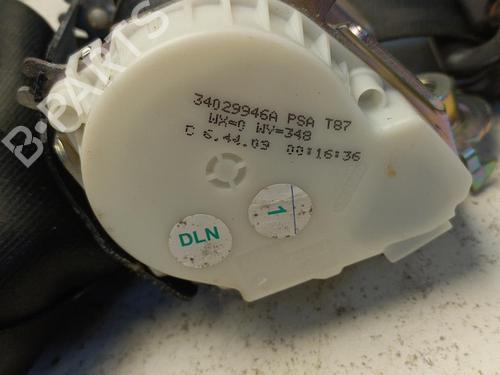 34029946A PSA T87
WX=0 WY=348
C 6.44.09 00:16:36
DLN
1
B-PARTS